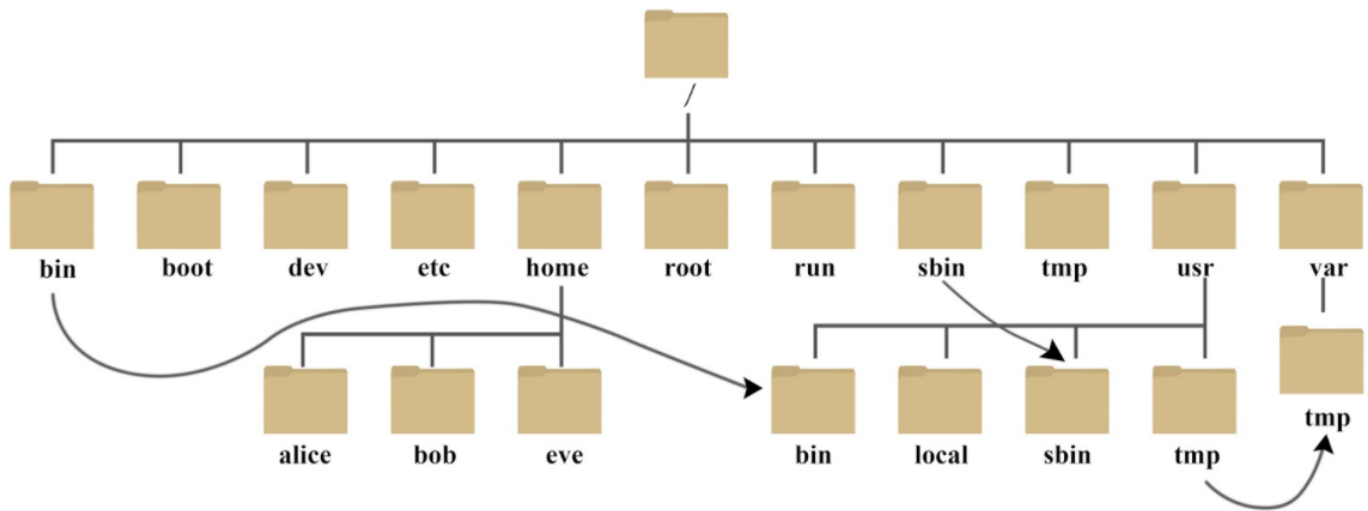 /
bin boot dev etc home root run sbin tmp usr var
tmp
alice bob eve bin local sbin tmp